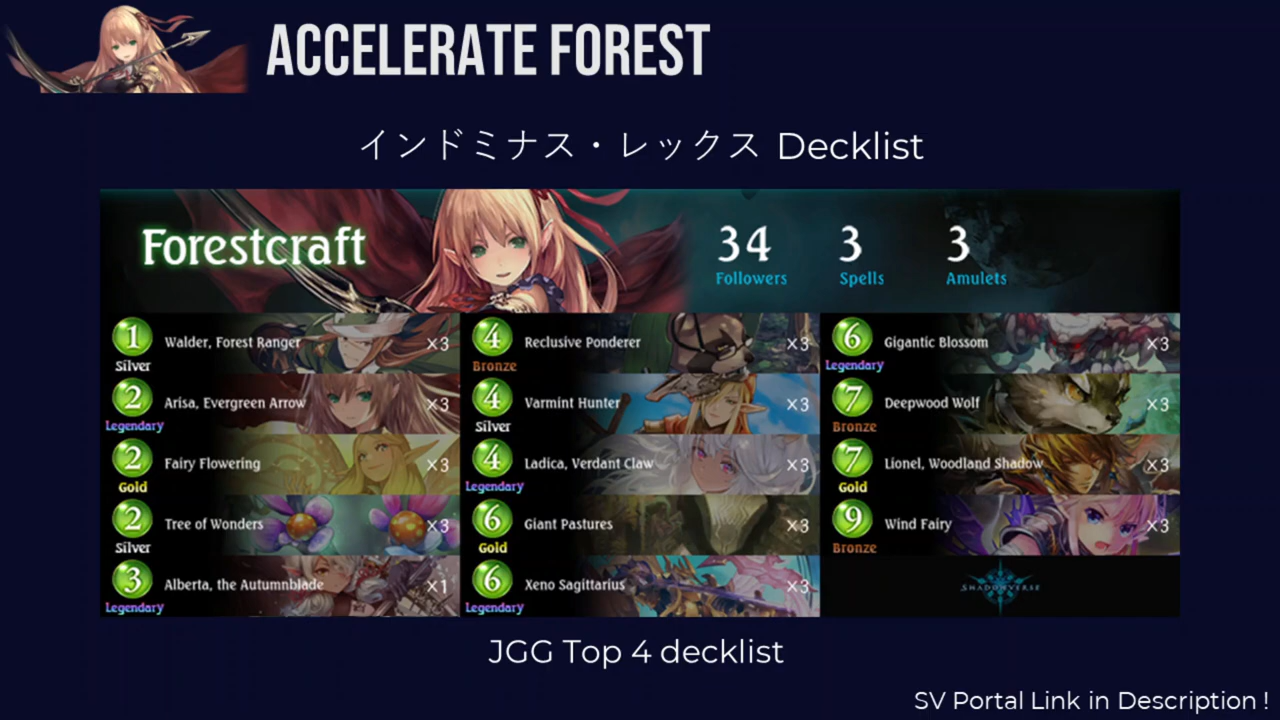 ACCELERATE FOREST
インドミナス・レックス Decklist
Forestcraft
34 3 3
Followers Spells Amulets
1 Walder, Forest Ranger ×3
Silver
2 Arisa, Evergreen Arrow ×3
Legendary
2 Fairy Flowering ×3
Gold
2 Tree of Wonders ×3
Silver
3 Alberta, the Autumnblade ×1
Legendary
4 Reclusive Ponderer ×3
Bronze
4 Varmint Hunter ×3
Silver
4 Ladica, Verdant Claw ×3
Legendary
6 Giant Pastures ×3
Gold
6 Xeno Sagittarius ×3
Legendary
6 Gigantic Blossom ×3
Legendary
7 Deepwood Wolf ×3
Bronze
7 Lionel, Woodland Shadow ×3
Gold
9 Wind Fairy ×3
Bronze
SHADOWVERSE
JGG Top 4 decklist
SV Portal Link in Description !